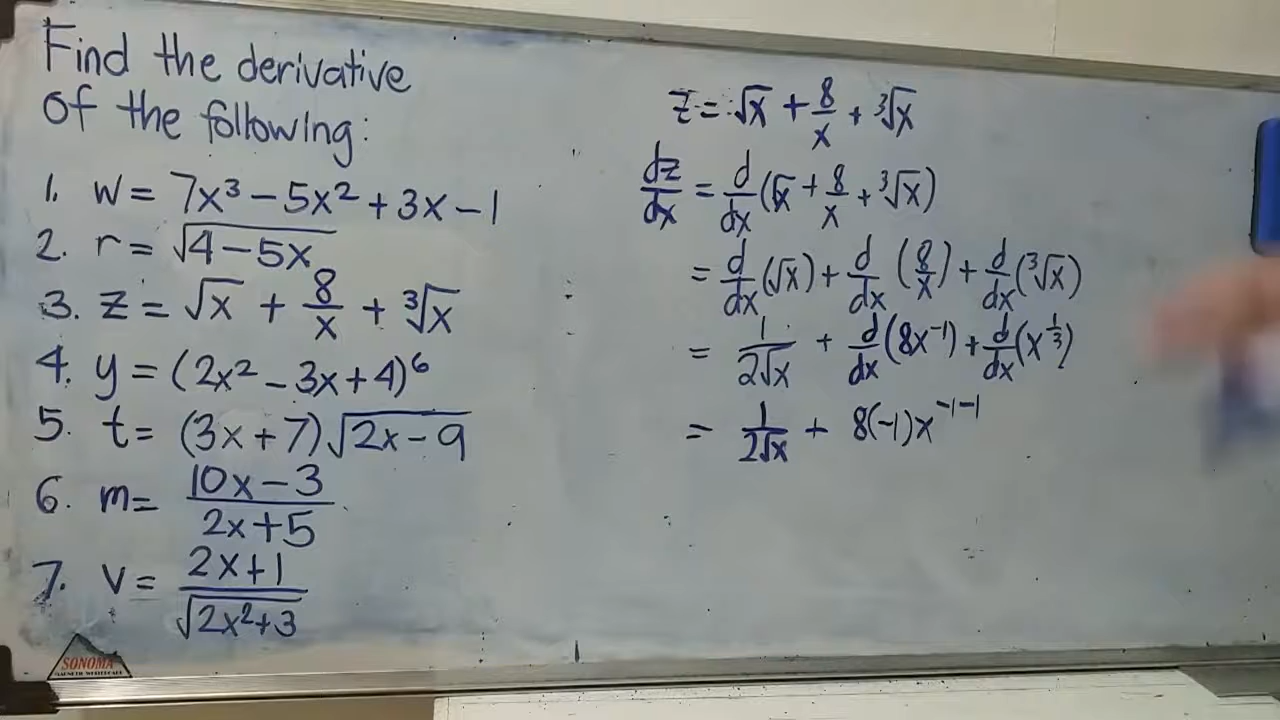 Find the derivative
of the following:
1. w = 7x³ − 5x² + 3x − 1
2. r = √(4 − 5x)
3. z = √x + 8/x + ∛x
4. y = (2x² − 3x + 4)⁶
5. t = (3x + 7)√(2x − 9)
6. m = (10x − 3)/(2x + 5)
7. v = (2x + 1)/√(2x² + 3)
SONOMA
z = √x + 8/x + ∛x
dz/dx = d/dx(√x + 8/x + ∛x)
= d/dx(√x) + d/dx(8/x) + d/dx(∛x)
= 1/(2√x) + d/dx(8x⁻¹) + d/dx(x^(1/3))
= 1/(2√x) + 8(−1)x^(−1−1)